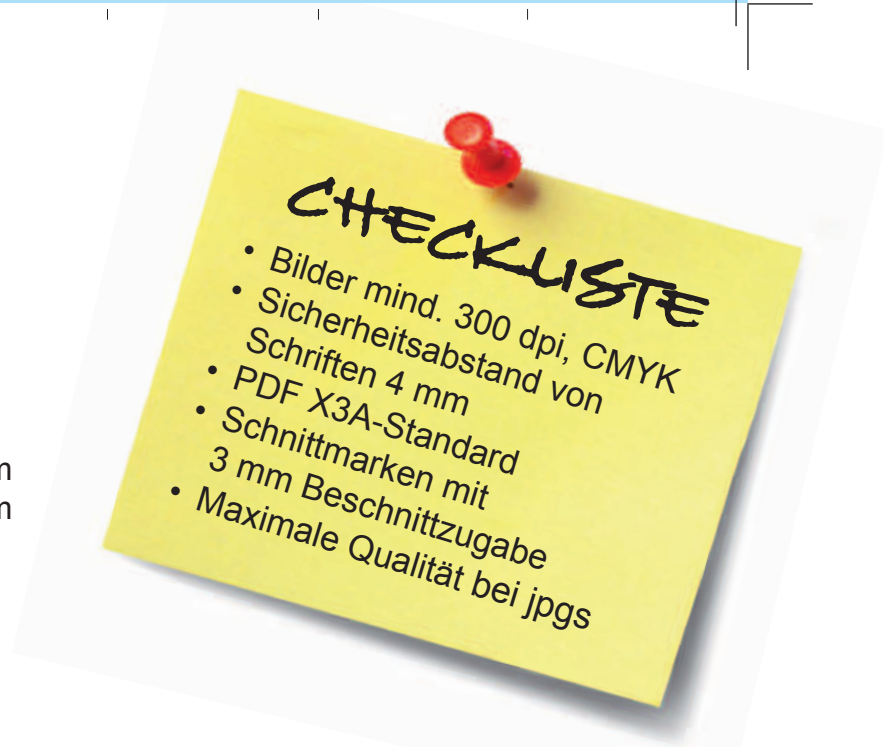 CHECKLISTE
• Bilder mind. 300 dpi, CMYK
• Sicherheitsabstand von
Schriften 4 mm
• PDF X3A-Standard
• Schnittmarken mit
3 mm Beschnittzugabe
• Maximale Qualität bei jpgs